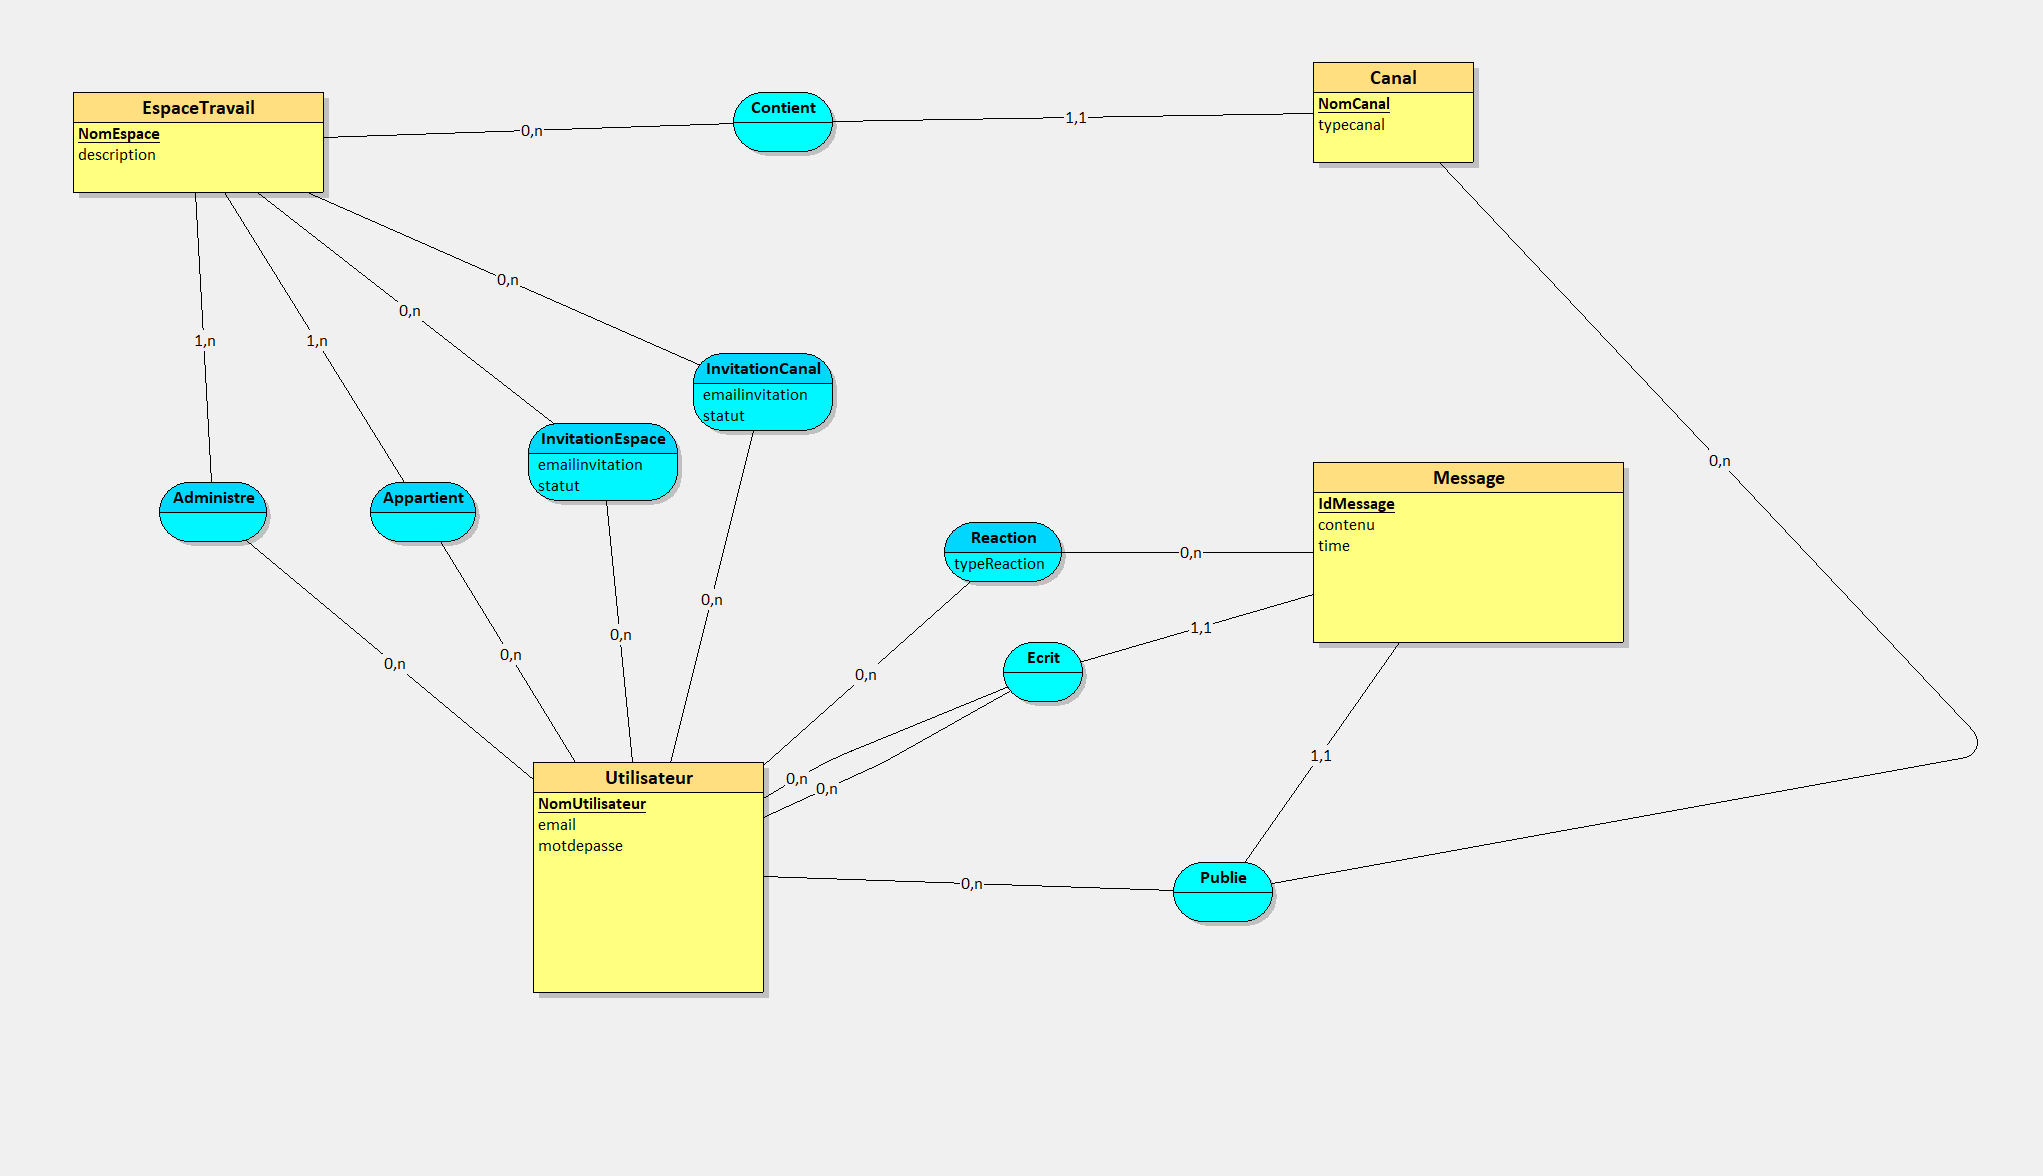 Canal
NomCanal
typecanal
EspaceTravail
NomEspace
description
Contient
0,n
1,1
0,n
0,n
1,n
1,n
InvitationCanal
emailinvitation
statut
InvitationEspace
emailinvitation
statut
Administre
Appartient
0,n
Message
IdMessage
contenu
time
Reaction
typeReaction
0,n
0,n
0,n
0,n
0,n
Ecrit
1,1
0,n
0,n
0,n
1,1
Utilisateur
NomUtilisateur
email
motdepasse
0,n
Publie